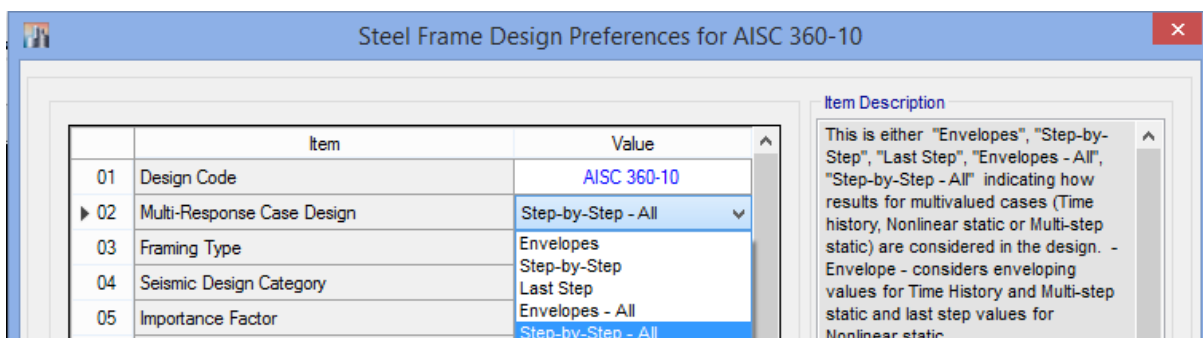 Steel Frame Design Preferences for AISC 360-10
Item Value
01 Design Code AISC 360-10
02 Multi-Response Case Design Step-by-Step - All
03 Framing Type Envelopes
Step-by-Step
04 Seismic Design Category Last Step
05 Importance Factor Envelopes - All
Step-by-Step - All
Item Description
This is either "Envelopes", "Step-by-
Step", "Last Step", "Envelopes - All",
"Step-by-Step - All" indicating how
results for multivalued cases (Time
history, Nonlinear static or Multi-step
static) are considered in the design. -
Envelope - considers enveloping
values for Time History and Multi-step
static and last step values for
Nonlinear static